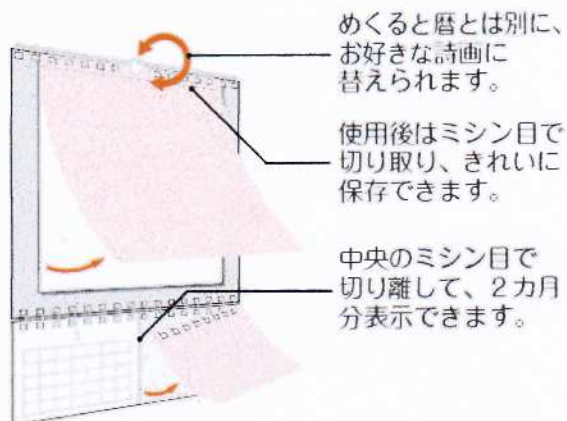 めくると暦とは別に、
お好きな詩画に
替えられます。
使用後はミシン目で
切り取り、きれいに
保存できます。
中央のミシン目で
切り離して、2カ月
分表示できます。